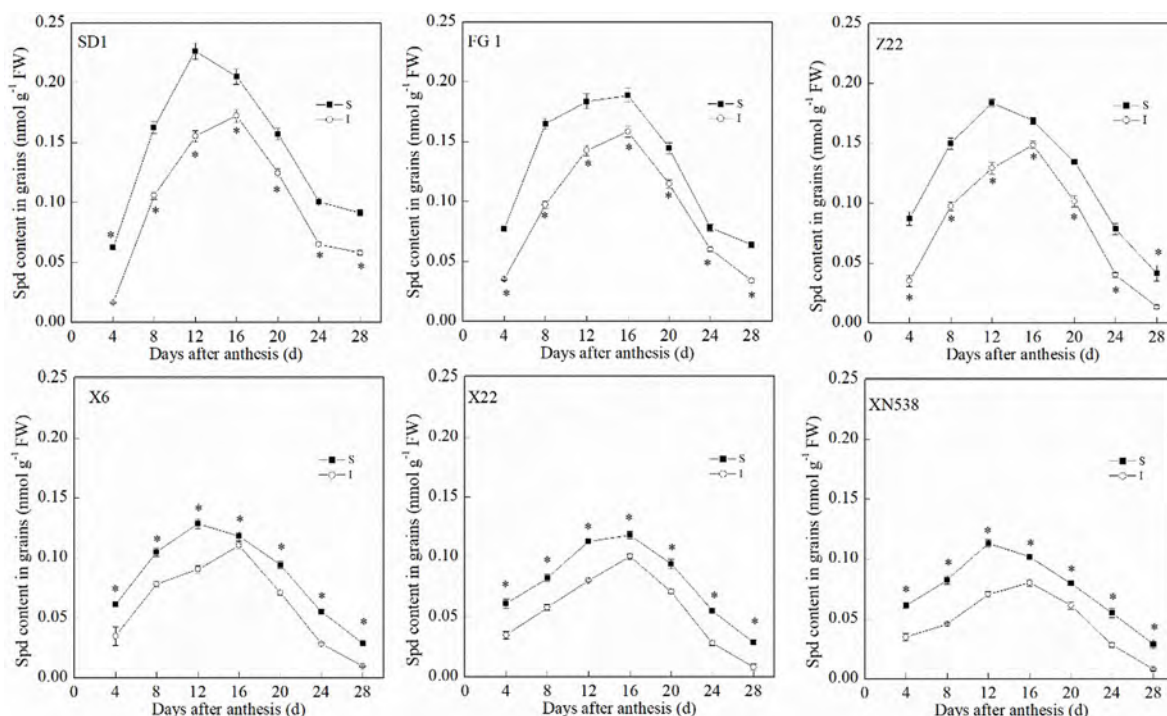 SD1
S
I
0.25
0.20
0.15
0.10
0.05
0.00
4 8 12 16 20 24 28
Days after anthesis (d)
Spd content in grains (nmol g⁻¹ FW)
FG 1
S
I
0.25
0.20
0.15
0.10
0.05
0.00
4 8 12 16 20 24 28
Days after anthesis (d)
Spd content in grains (nmol g⁻¹ FW)
Z22
S
I
0.25
0.20
0.15
0.10
0.05
0.00
4 8 12 16 20 24 28
Days after anthesis (d)
Spd content in grains (nmol g⁻¹ FW)
X6
S
I
0.25
0.20
0.15
0.10
0.05
0.00
4 8 12 16 20 24 28
Days after anthesis (d)
Spd content in grains (nmol g⁻¹ FW)
X22
S
I
0.25
0.20
0.15
0.10
0.05
0.00
4 8 12 16 20 24 28
Days after anthesis (d)
Spd content in grains (nmol g⁻¹ FW)
XN538
S
I
0.25
0.20
0.15
0.10
0.05
0.00
4 8 12 16 20 24 28
Days after anthesis (d)
Spd content in grains (nmol g⁻¹ FW)